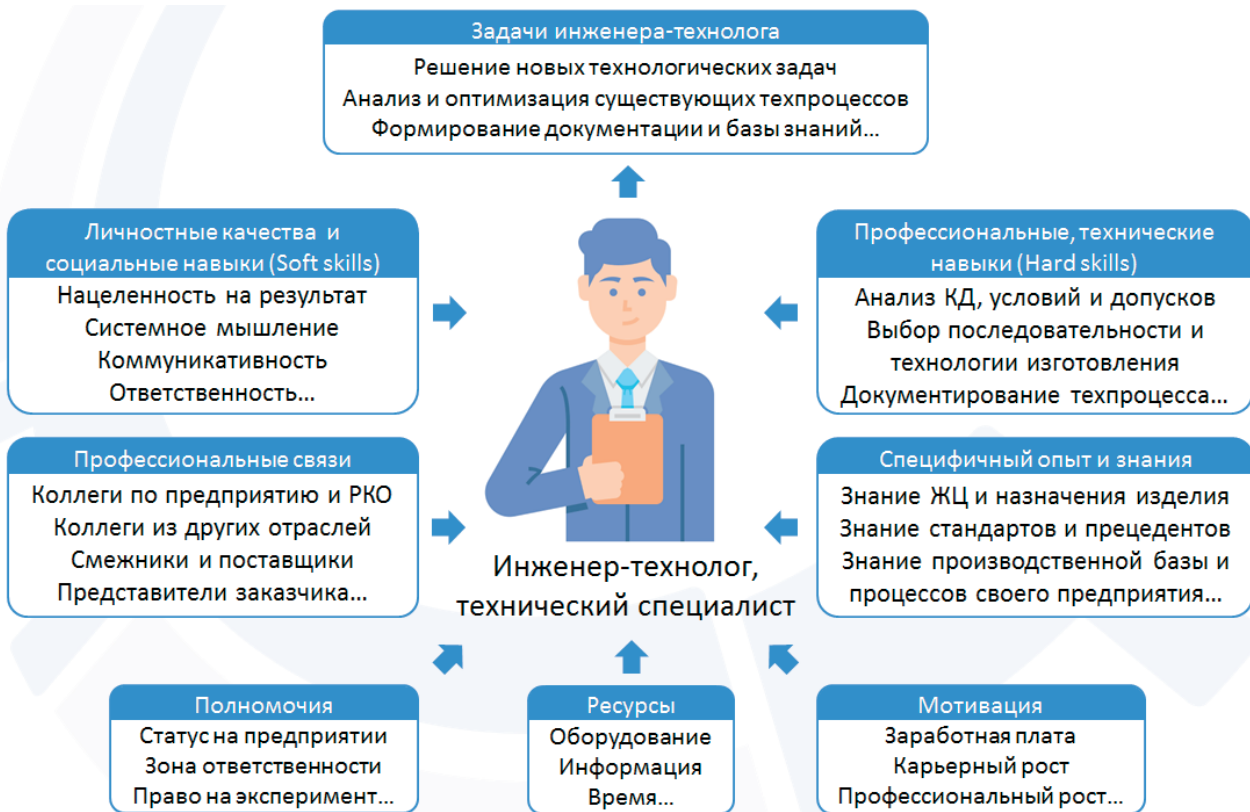 Задачи инженера-технолога
Решение новых технологических задач
Анализ и оптимизация существующих техпроцессов
Формирование документации и базы знаний...
Личностные качества и
социальные навыки (Soft skills)
Нацеленность на результат
Системное мышление
Коммуникативность
Ответственность...
Профессиональные, технические
навыки (Hard skills)
Анализ КД, условий и допусков
Выбор последовательности и
технологии изготовления
Документирование техпроцесса...
Профессиональные связи
Коллеги по предприятию и РКО
Коллеги из других отраслей
Смежники и поставщики
Представители заказчика...
Специфичный опыт и знания
Знание ЖЦ и назначения изделия
Знание стандартов и прецедентов
Знание производственной базы и
процессов своего предприятия...
Инженер-технолог,
технический специалист
Полномочия
Статус на предприятии
Зона ответственности
Право на эксперимент...
Ресурсы
Оборудование
Информация
Время...
Мотивация
Заработная плата
Карьерный рост
Профессиональный рост...